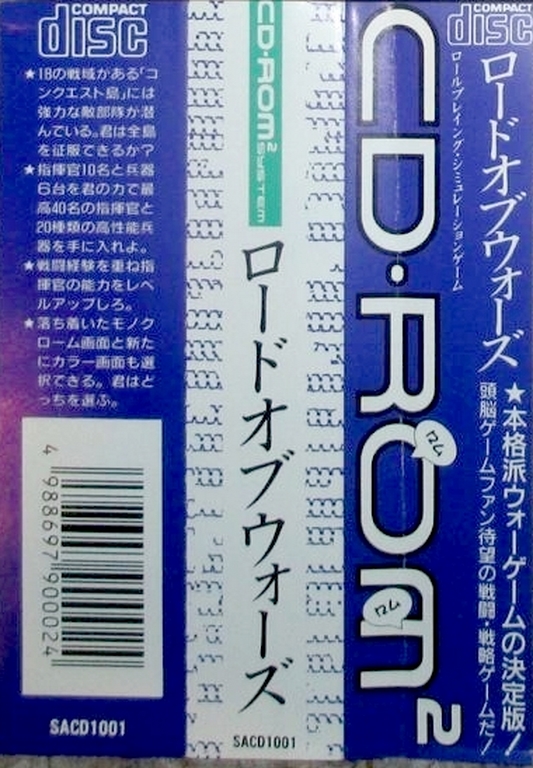 COMPACT
disc
★18の戦域がある「コ
ンクエスト島」には
強力な敵部隊が潜
んでいる。君は全島
を征服できるか？
★指揮官10名と兵器
6台を君の力で最
高40名の指揮官と
20種類の高性能兵
器を手に入れよ。
★戦闘経験を重ね指
揮官の能力をレベ
ルアップしろ。
★落ち着いたモノク
ローム画面と新た
にカラー画面も選
択できる。君はど
っちを選ぶ。
4 988697 900024
SACD1001
CD-ROM2
SYSTEM
ロードオブウォーズ
SACD1001
CD・ROM2
ロム
ロム
COMPACT
disc
ロードオブウォーズ
ロールプレイング・シミュレーションゲーム
★本格派ウォーゲームの決定版!
頭脳ゲームファン待望の戦闘・戦略ゲームだ!